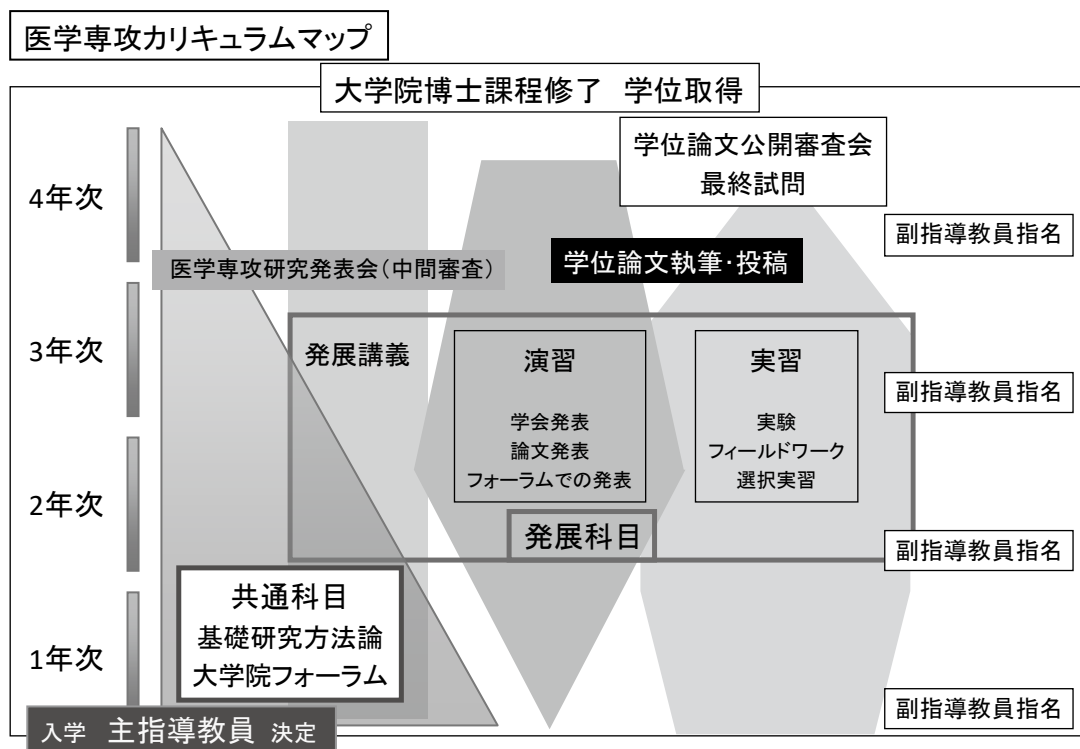 医学専攻カリキュラムマップ
大学院博士課程修了 学位取得
学位論文公開審査会
最終試問
4年次
副指導教員指名
医学専攻研究発表会(中間審査)
学位論文執筆・投稿
3年次
発展講義
演習
学会発表
論文発表
フォーラムでの発表
実習
実験
フィールドワーク
選択実習
副指導教員指名
2年次
発展科目
副指導教員指名
共通科目
基礎研究方法論
大学院フォーラム
1年次
副指導教員指名
入学 主指導教員 決定